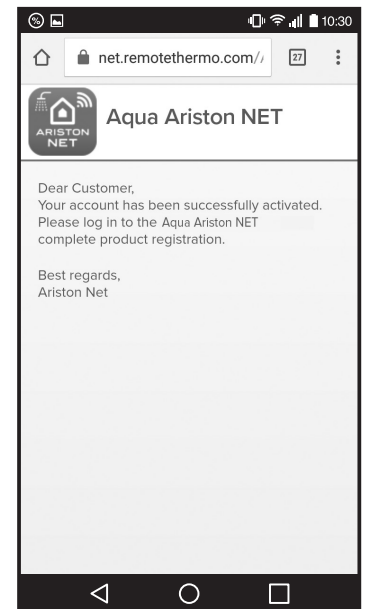 10:30
net.remotethermo.com/
27
ARISTON
NET
Aqua Ariston NET
Dear Customer,
Your account has been successfully activated.
Please log in to the Aqua Ariston NET
complete product registration.
Best regards,
Ariston Net